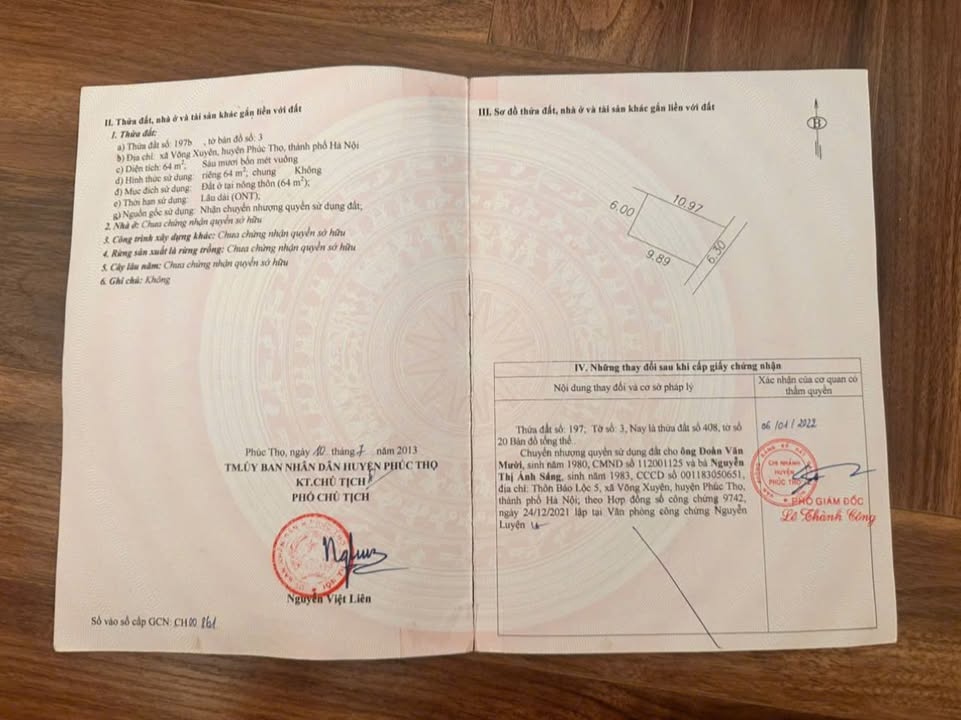 II. Thửa đất, nhà ở và tài sản khác gắn liền với đất
1. Thửa đất:
a) Thửa đất số: 197b , tờ bản đồ số: 3
b) Địa chỉ: xã Võng Xuyên, huyện Phúc Thọ, thành phố Hà Nội
c) Diện tích: 64 m², Sáu mươi bốn mét vuông
d) Hình thức sử dụng: riêng 64 m²; chung Không
đ) Mục đích sử dụng: Đất ở tại nông thôn (64 m²);
e) Thời hạn sử dụng: Lâu dài (ONT);
g) Nguồn gốc sử dụng: Nhận chuyển nhượng quyền sử dụng đất;
2. Nhà ở: Chưa chứng nhận quyền sở hữu
3. Công trình xây dựng khác: Chưa chứng nhận quyền sở hữu
4. Rừng sản xuất là rừng trồng: Chưa chứng nhận quyền sở hữu
5. Cây lâu năm: Chưa chứng nhận quyền sở hữu
6. Ghi chú: Không
Phúc Thọ, ngày 10 tháng 7 năm 2013
TM.ỦY BAN NHÂN DÂN HUYỆN PHÚC THỌ
KT.CHỦ TỊCH
PHÓ CHỦ TỊCH
Nguyễn Việt Liên
Số vào sổ cấp GCN: CH00861
III. Sơ đồ thửa đất, nhà ở và tài sản khác gắn liền với đất
B
10.97
6.00
6.30
9.89
IV. Những thay đổi sau khi cấp giấy chứng nhận
Nội dung thay đổi và cơ sở pháp lý
Xác nhận của cơ quan có
thẩm quyền
Thửa đất số: 197; Tờ số: 3, Nay là thửa đất số 408, tờ số
20 Bản đồ tổng thể
Chuyển nhượng quyền sử dụng đất cho ông Đoàn Văn
Mười, sinh năm 1980, CMND số 112001125 và bà Nguyễn
Thị Ánh Sáng, sinh năm 1983, CCCD số 001183050651,
địa chỉ: Thôn Bảo Lộc 5, xã Võng Xuyên, huyện Phúc Thọ,
thành phố Hà Nội; theo Hợp đồng số công chứng 9742,
ngày 24/12/2021 lập tại Văn phòng công chứng Nguyễn
Luyện
06/01/2022
CHI NHÁNH
HUYỆN
PHÚC THỌ
PHÓ GIÁM ĐỐC
Lê Thành Công